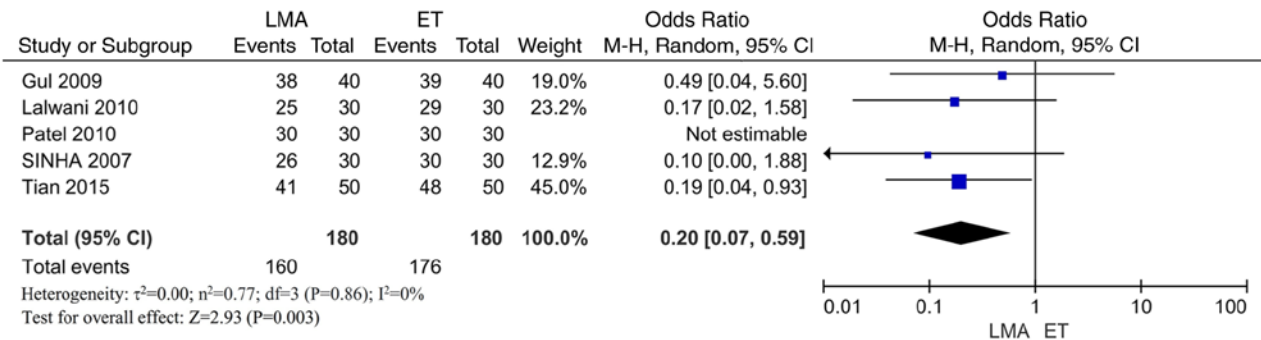 LMA ET Odds Ratio Odds Ratio
Study or Subgroup Events Total Events Total Weight M-H, Random, 95% CI M-H, Random, 95% CI
Gul 2009 38 40 39 40 19.0% 0.49 [0.04, 5.60]
Lalwani 2010 25 30 29 30 23.2% 0.17 [0.02, 1.58]
Patel 2010 30 30 30 30 Not estimable
SINHA 2007 26 30 30 30 12.9% 0.10 [0.00, 1.88]
Tian 2015 41 50 48 50 45.0% 0.19 [0.04, 0.93]
Total (95% CI) 180 180 100.0% 0.20 [0.07, 0.59]
Total events 160 176
Heterogeneity: τ²=0.00; n²=0.77; df=3 (P=0.86); I²=0%
Test for overall effect: Z=2.93 (P=0.003)
0.01 0.1 1 10 100
LMA ET